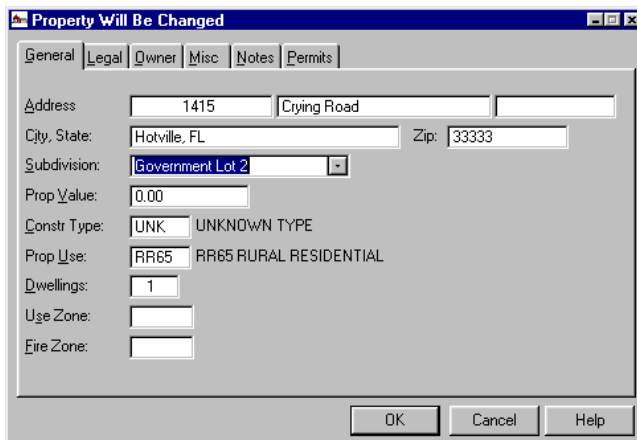 Property Will Be Changed
General Legal Owner Misc Notes Permits
Address 1415 Crying Road
City, State: Hotville, FL Zip: 33333
Subdivision: Government Lot 2
Prop Value: 0.00
Constr Type: UNK UNKNOWN TYPE
Prop Use: RR65 RR65 RURAL RESIDENTIAL
Dwellings: 1
Use Zone:
Fire Zone:
OK Cancel Help